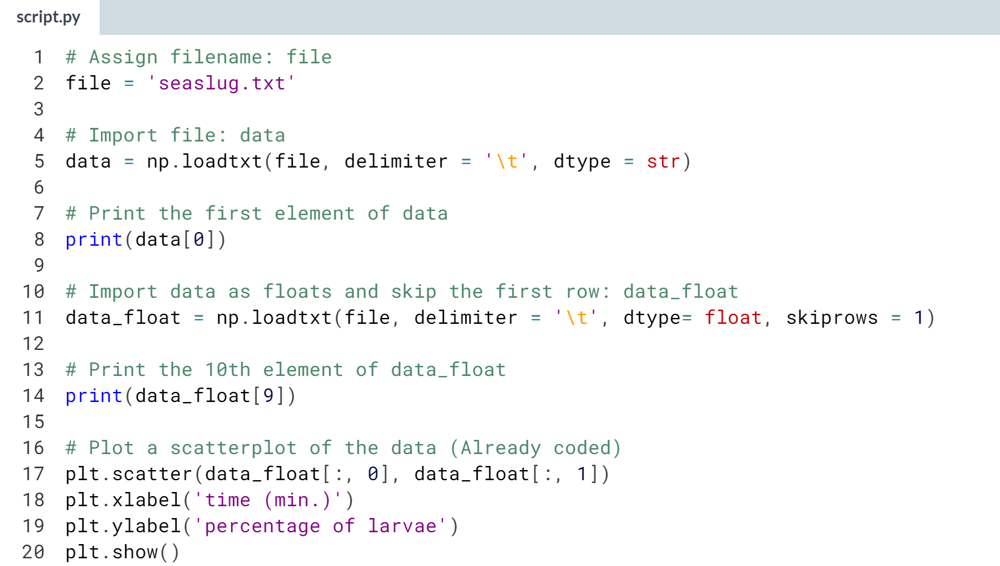 script.py
1 # Assign filename: file
2 file = 'seaslug.txt'
3
4 # Import file: data
5 data = np.loadtxt(file, delimiter = '\t', dtype = str)
6
7 # Print the first element of data
8 print(data[0])
9
10 # Import data as floats and skip the first row: data_float
11 data_float = np.loadtxt(file, delimiter = '\t', dtype= float, skiprows = 1)
12
13 # Print the 10th element of data_float
14 print(data_float[9])
15
16 # Plot a scatterplot of the data (Already coded)
17 plt.scatter(data_float[:, 0], data_float[:, 1])
18 plt.xlabel('time (min.)')
19 plt.ylabel('percentage of larvae')
20 plt.show()